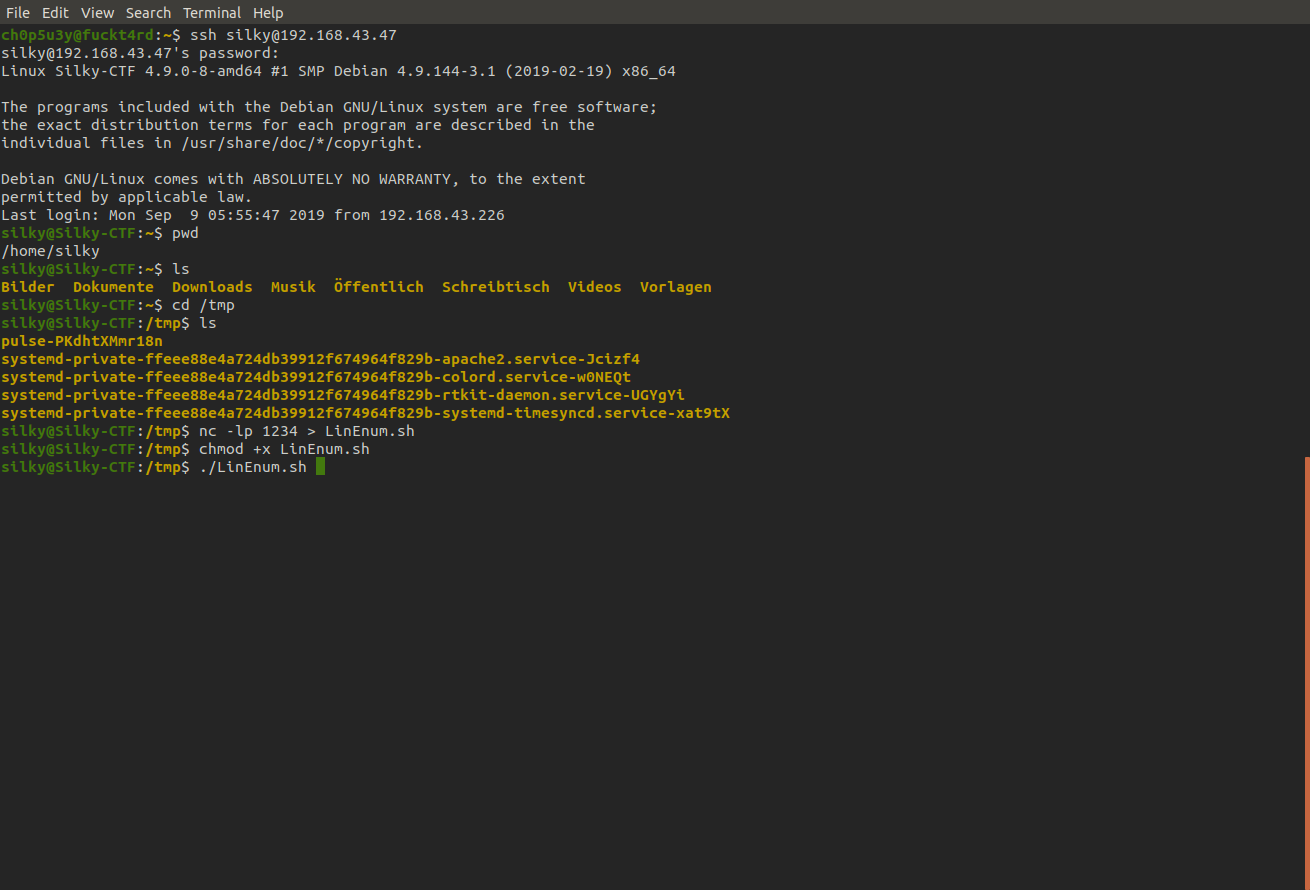 File Edit View Search Terminal Help
ch0p5u3y@fuckt4rd:~$ ssh silky@192.168.43.47
silky@192.168.43.47's password:
Linux Silky-CTF 4.9.0-8-amd64 #1 SMP Debian 4.9.144-3.1 (2019-02-19) x86_64
The programs included with the Debian GNU/Linux system are free software;
the exact distribution terms for each program are described in the
individual files in /usr/share/doc/*/copyright.
Debian GNU/Linux comes with ABSOLUTELY NO WARRANTY, to the extent
permitted by applicable law.
Last login: Mon Sep  9 05:55:47 2019 from 192.168.43.226
silky@Silky-CTF:~$ pwd
/home/silky
silky@Silky-CTF:~$ ls
Bilder  Dokumente  Downloads  Musik  Öffentlich  Schreibtisch  Videos  Vorlagen
silky@Silky-CTF:~$ cd /tmp
silky@Silky-CTF:/tmp$ ls
pulse-PKdhtXMmr18n
systemd-private-ffeee88e4a724db39912f674964f829b-apache2.service-Jcizf4
systemd-private-ffeee88e4a724db39912f674964f829b-colord.service-w0NEQt
systemd-private-ffeee88e4a724db39912f674964f829b-rtkit-daemon.service-UGYgYi
systemd-private-ffeee88e4a724db39912f674964f829b-systemd-timesyncd.service-xat9tX
silky@Silky-CTF:/tmp$ nc -lp 1234 > LinEnum.sh
silky@Silky-CTF:/tmp$ chmod +x LinEnum.sh
silky@Silky-CTF:/tmp$ ./LinEnum.sh